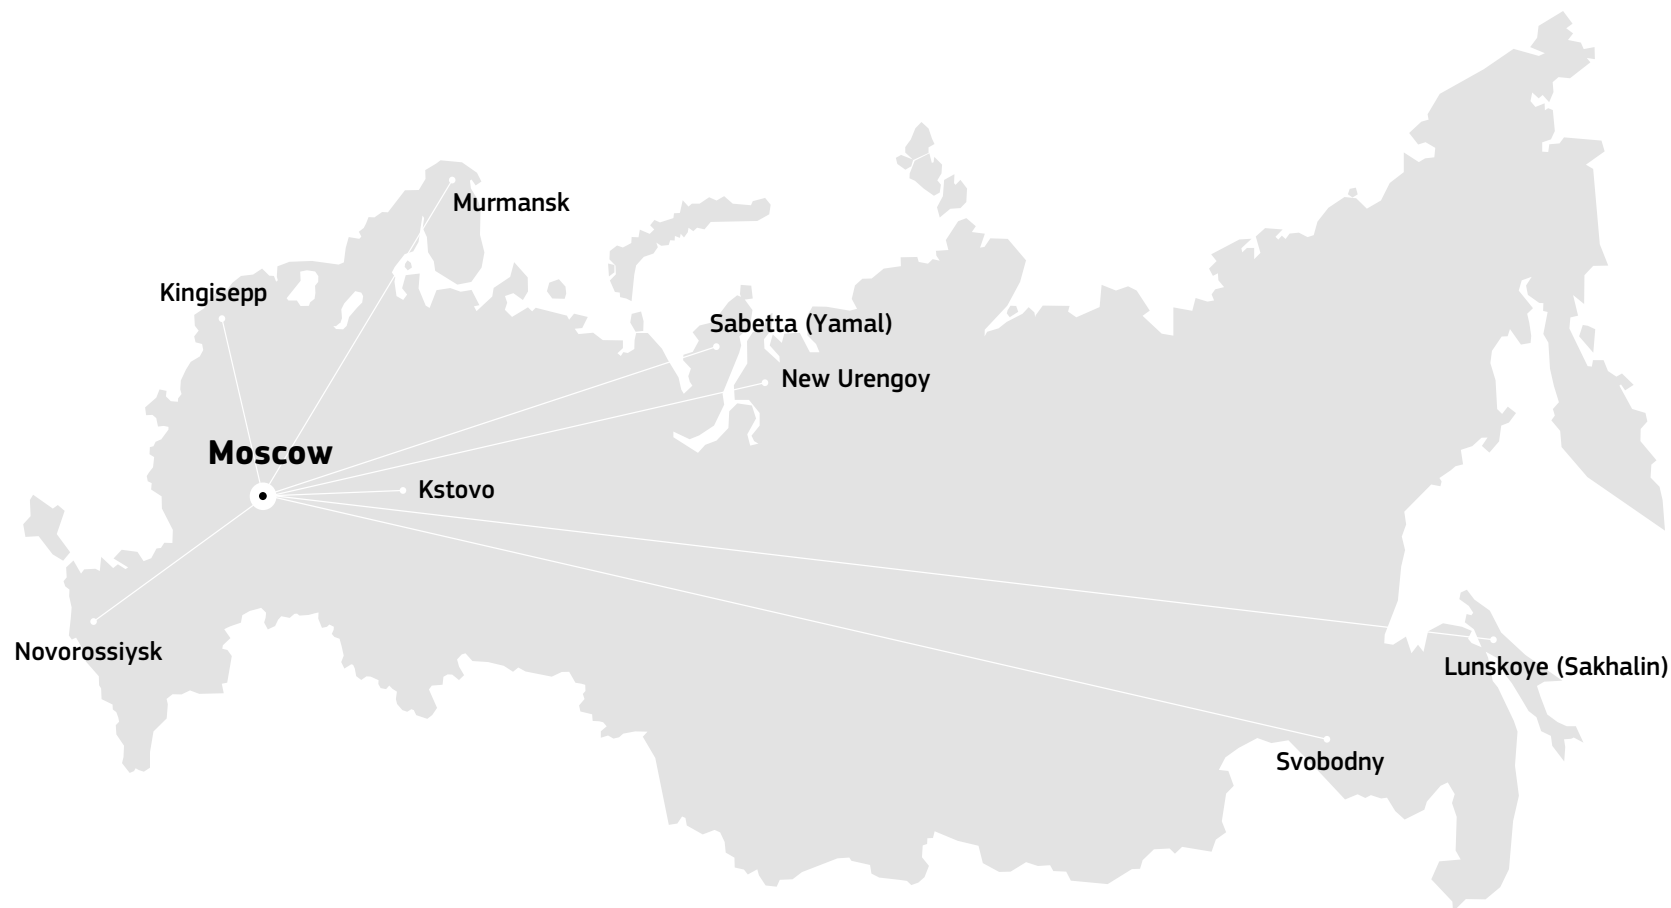 Murmansk
Kingisepp
Sabetta (Yamal)
New Urengoy
Moscow
Kstovo
Novorossiysk
Lunskoye (Sakhalin)
Svobodny